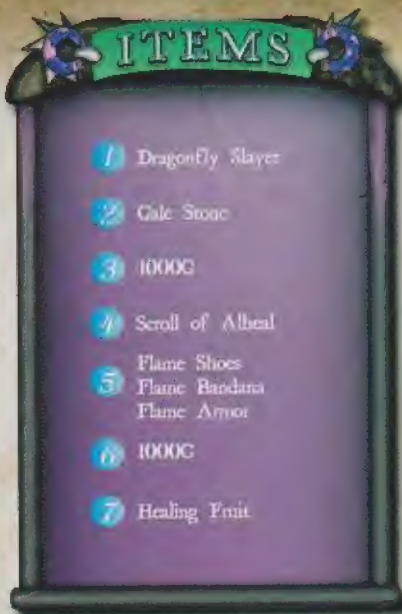 ITEMS
1 Dragonfly Slayer
2 Gale Stone
3 1000G
4 Scroll of Alheal
5 Flame Shoes
Flame Bandana
Flame Armor
6 1000G
7 Healing Fruit